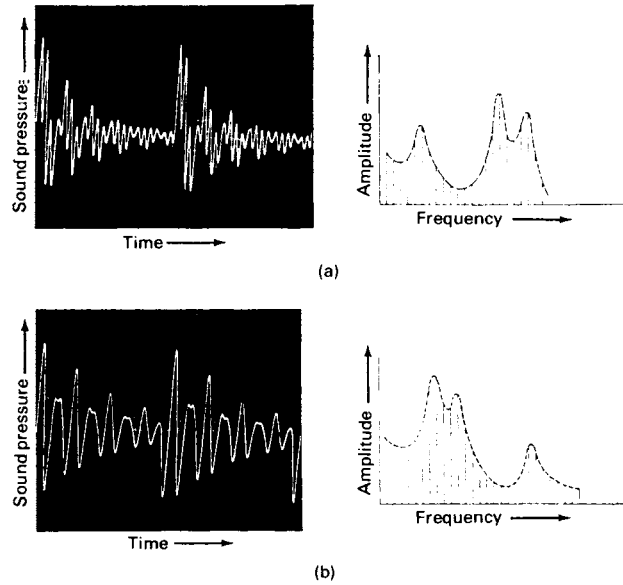 Sound pressure
Time
Amplitude
Frequency
(a)
Sound pressure
Time
Amplitude
Frequency
(b)